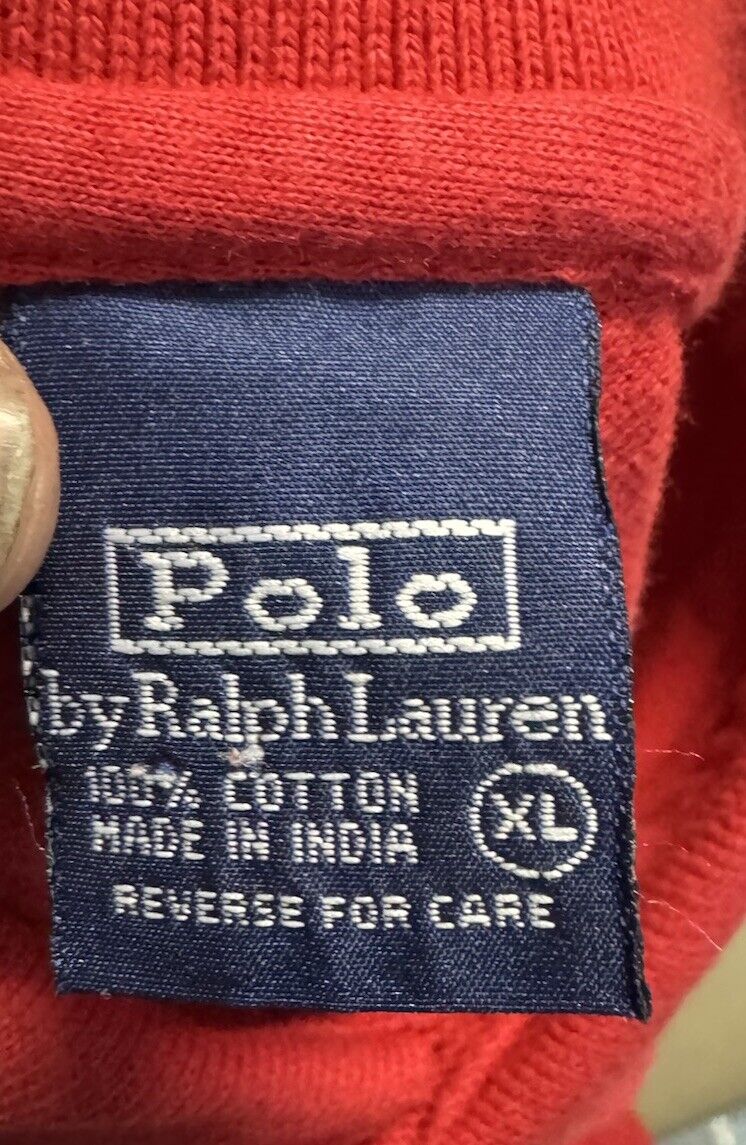 Polo
by Ralph Lauren
100% COTTON
MADE IN INDIA
XL
REVERSE FOR CARE